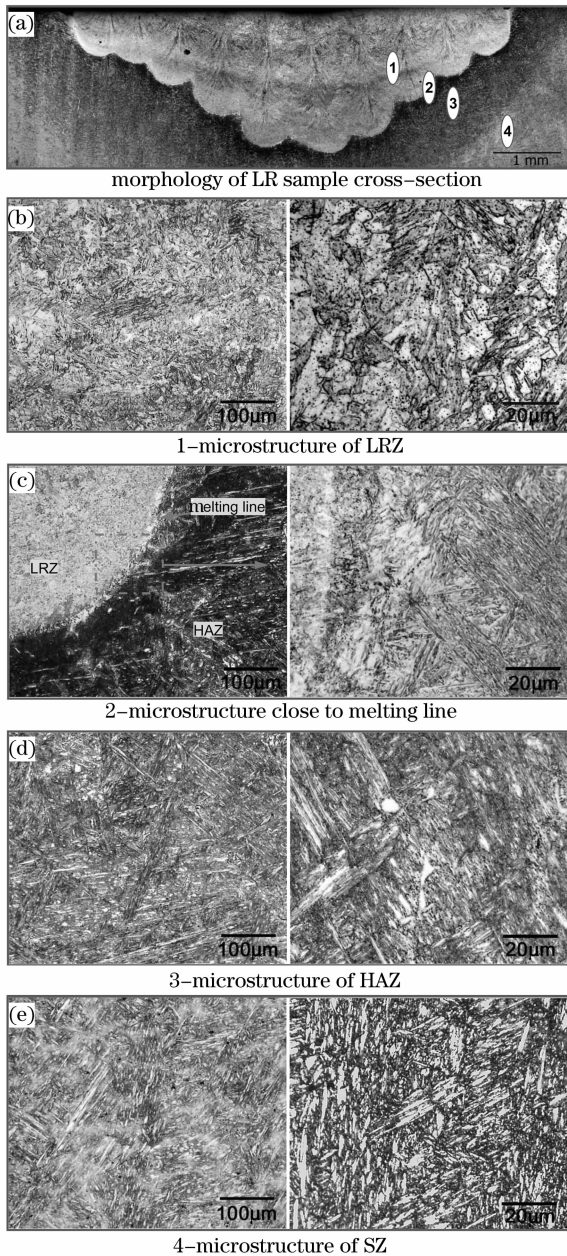 (a)
1
2
3
4
1 mm
morphology of LR sample cross–section
(b)
100μm
20μm
1–microstructure of LRZ
(c)
melting line
LRZ
HAZ
100μm
20μm
2–microstructure close to melting line
(d)
100μm
20μm
3–microstructure of HAZ
(e)
100μm
20μm
4–microstructure of SZ